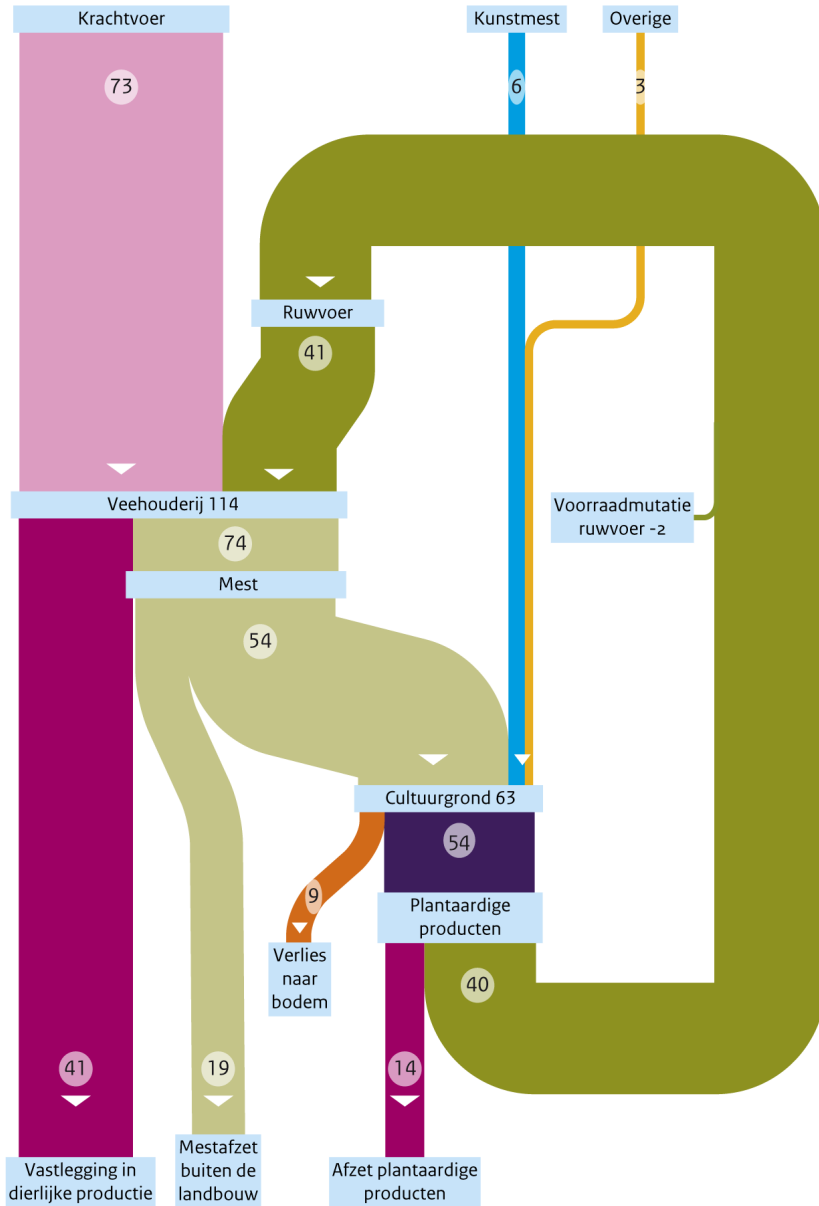 Krachtvoer
Kunstmest
Overige
73
6
3
Ruwvoer
41
Veehouderij 114
Voorraadmutatie
ruwvoer -2
74
Mest
54
Cultuurgrond 63
54
9
Plantaardige
producten
Verlies
naar
bodem
40
41
19
14
Vastlegging in
dierlijke productie
Mestafzet
buiten de
landbouw
Afzet plantaardige
producten